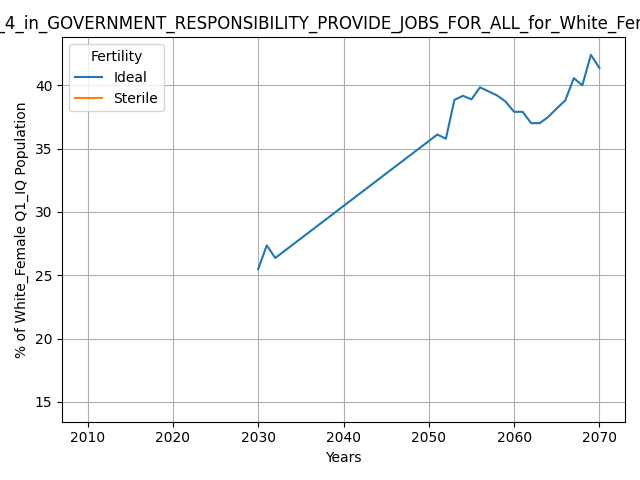 _4_in_GOVERNMENT_RESPONSIBILITY_PROVIDE_JOBS_FOR_ALL_for_White_Fe
Fertility
Ideal
Sterile
% of White_Female Q1_IQ Population
40
35
30
25
20
15
2010 2020 2030 2040 2050 2060 2070
Years